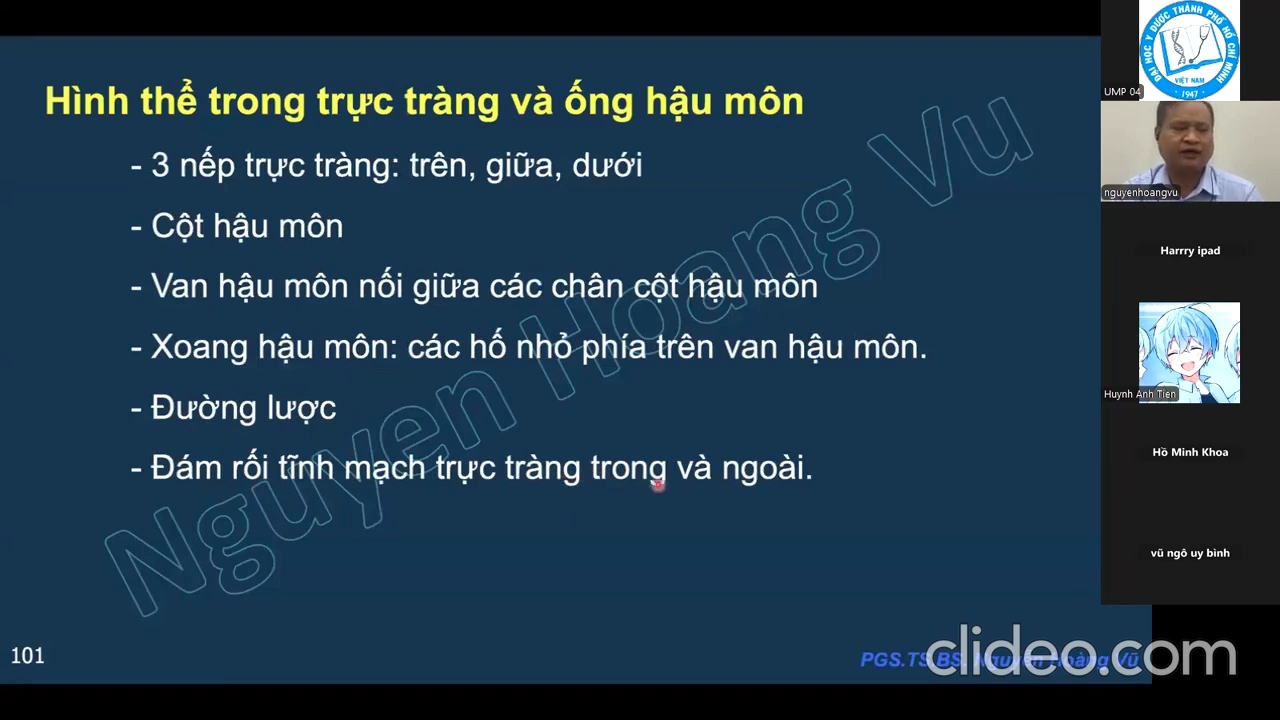 Hình thể trong trực tràng và ống hậu môn
- 3 nếp trực tràng: trên, giữa, dưới
- Cột hậu môn
- Van hậu môn nối giữa các chân cột hậu môn
- Xoang hậu môn: các hố nhỏ phía trên van hậu môn.
- Đường lược
- Đám rối tĩnh mạch trực tràng trong và ngoài.
Nguyen Hoang Vu
101
PGS.TS.BS. Nguyễn Hoàng Vũ
clideo.com
ĐẠI HỌC Y DƯỢC THÀNH PHỐ HỒ CHÍ MINH
VIỆT NAM
1947
UMP 04
nguyenhoangvu
Harrry ipad
Huynh Anh Tien
Hồ Minh Khoa
vũ ngô uy bình